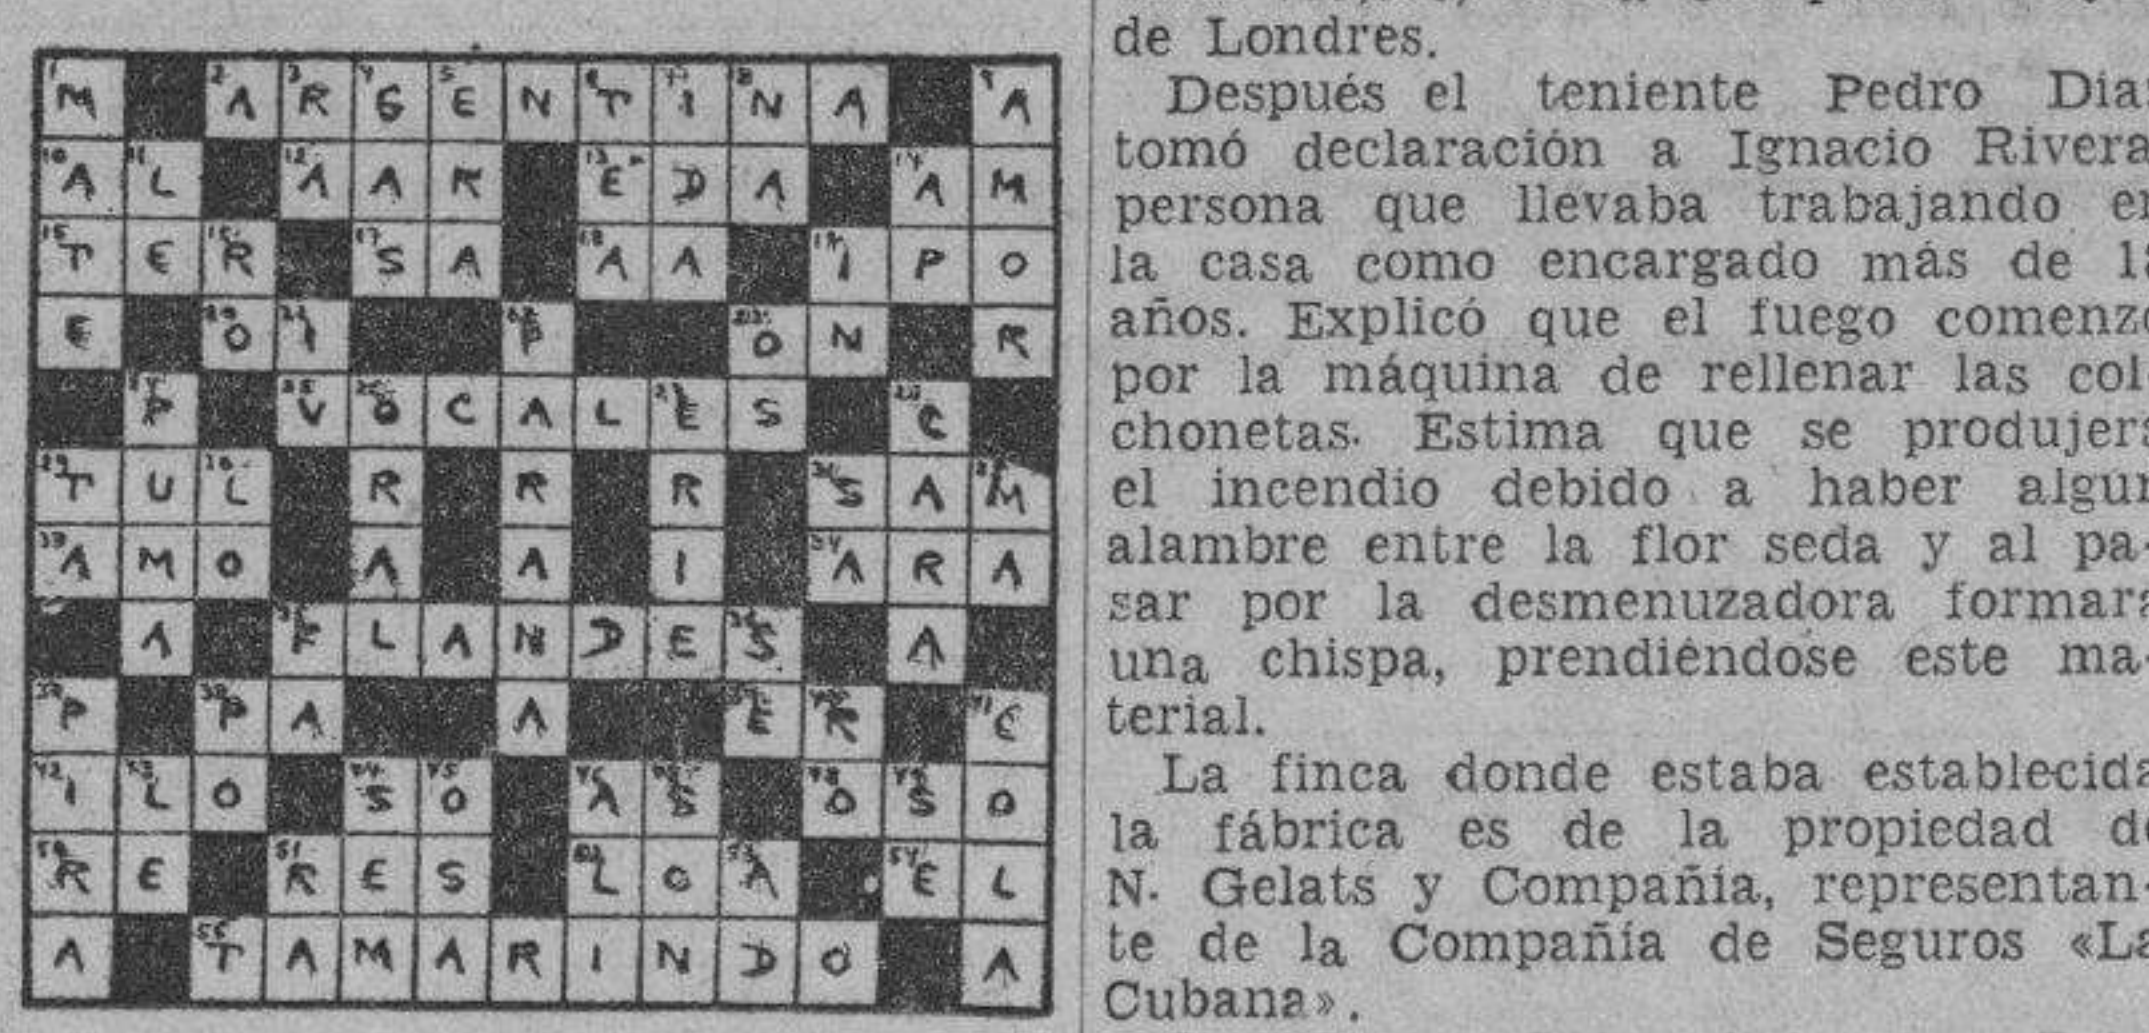 M ARGENTINA A
AL AAR EDA AM
TER SA AA IPO
E OI P ON R
P VOCALES C
TUL R R R SAM
AMO A A I ARA
A FLANDES A
P PA A ER C
ILO SO AS OSO
RE RES LOA EL
A TAMARINDO A
de Londres.
Después el teniente Pedro Dia
tomó declaración a Ignacio Rivera
persona que llevaba trabajando e
la casa como encargado más de 1
años. Explicó que el fuego comenz
por la máquina de rellenar las col
chonetas. Estima que se produjer
el incendio debido a haber algu
alambre entre la flor seda y al pa-
sar por la desmenuzadora formar
una chispa, prendiéndose este ma-
terial.
La finca donde estaba establecid
la fábrica es de la propiedad d
N. Gelats y Compañía, representan-
te de la Compañía de Seguros «La
Cubana».